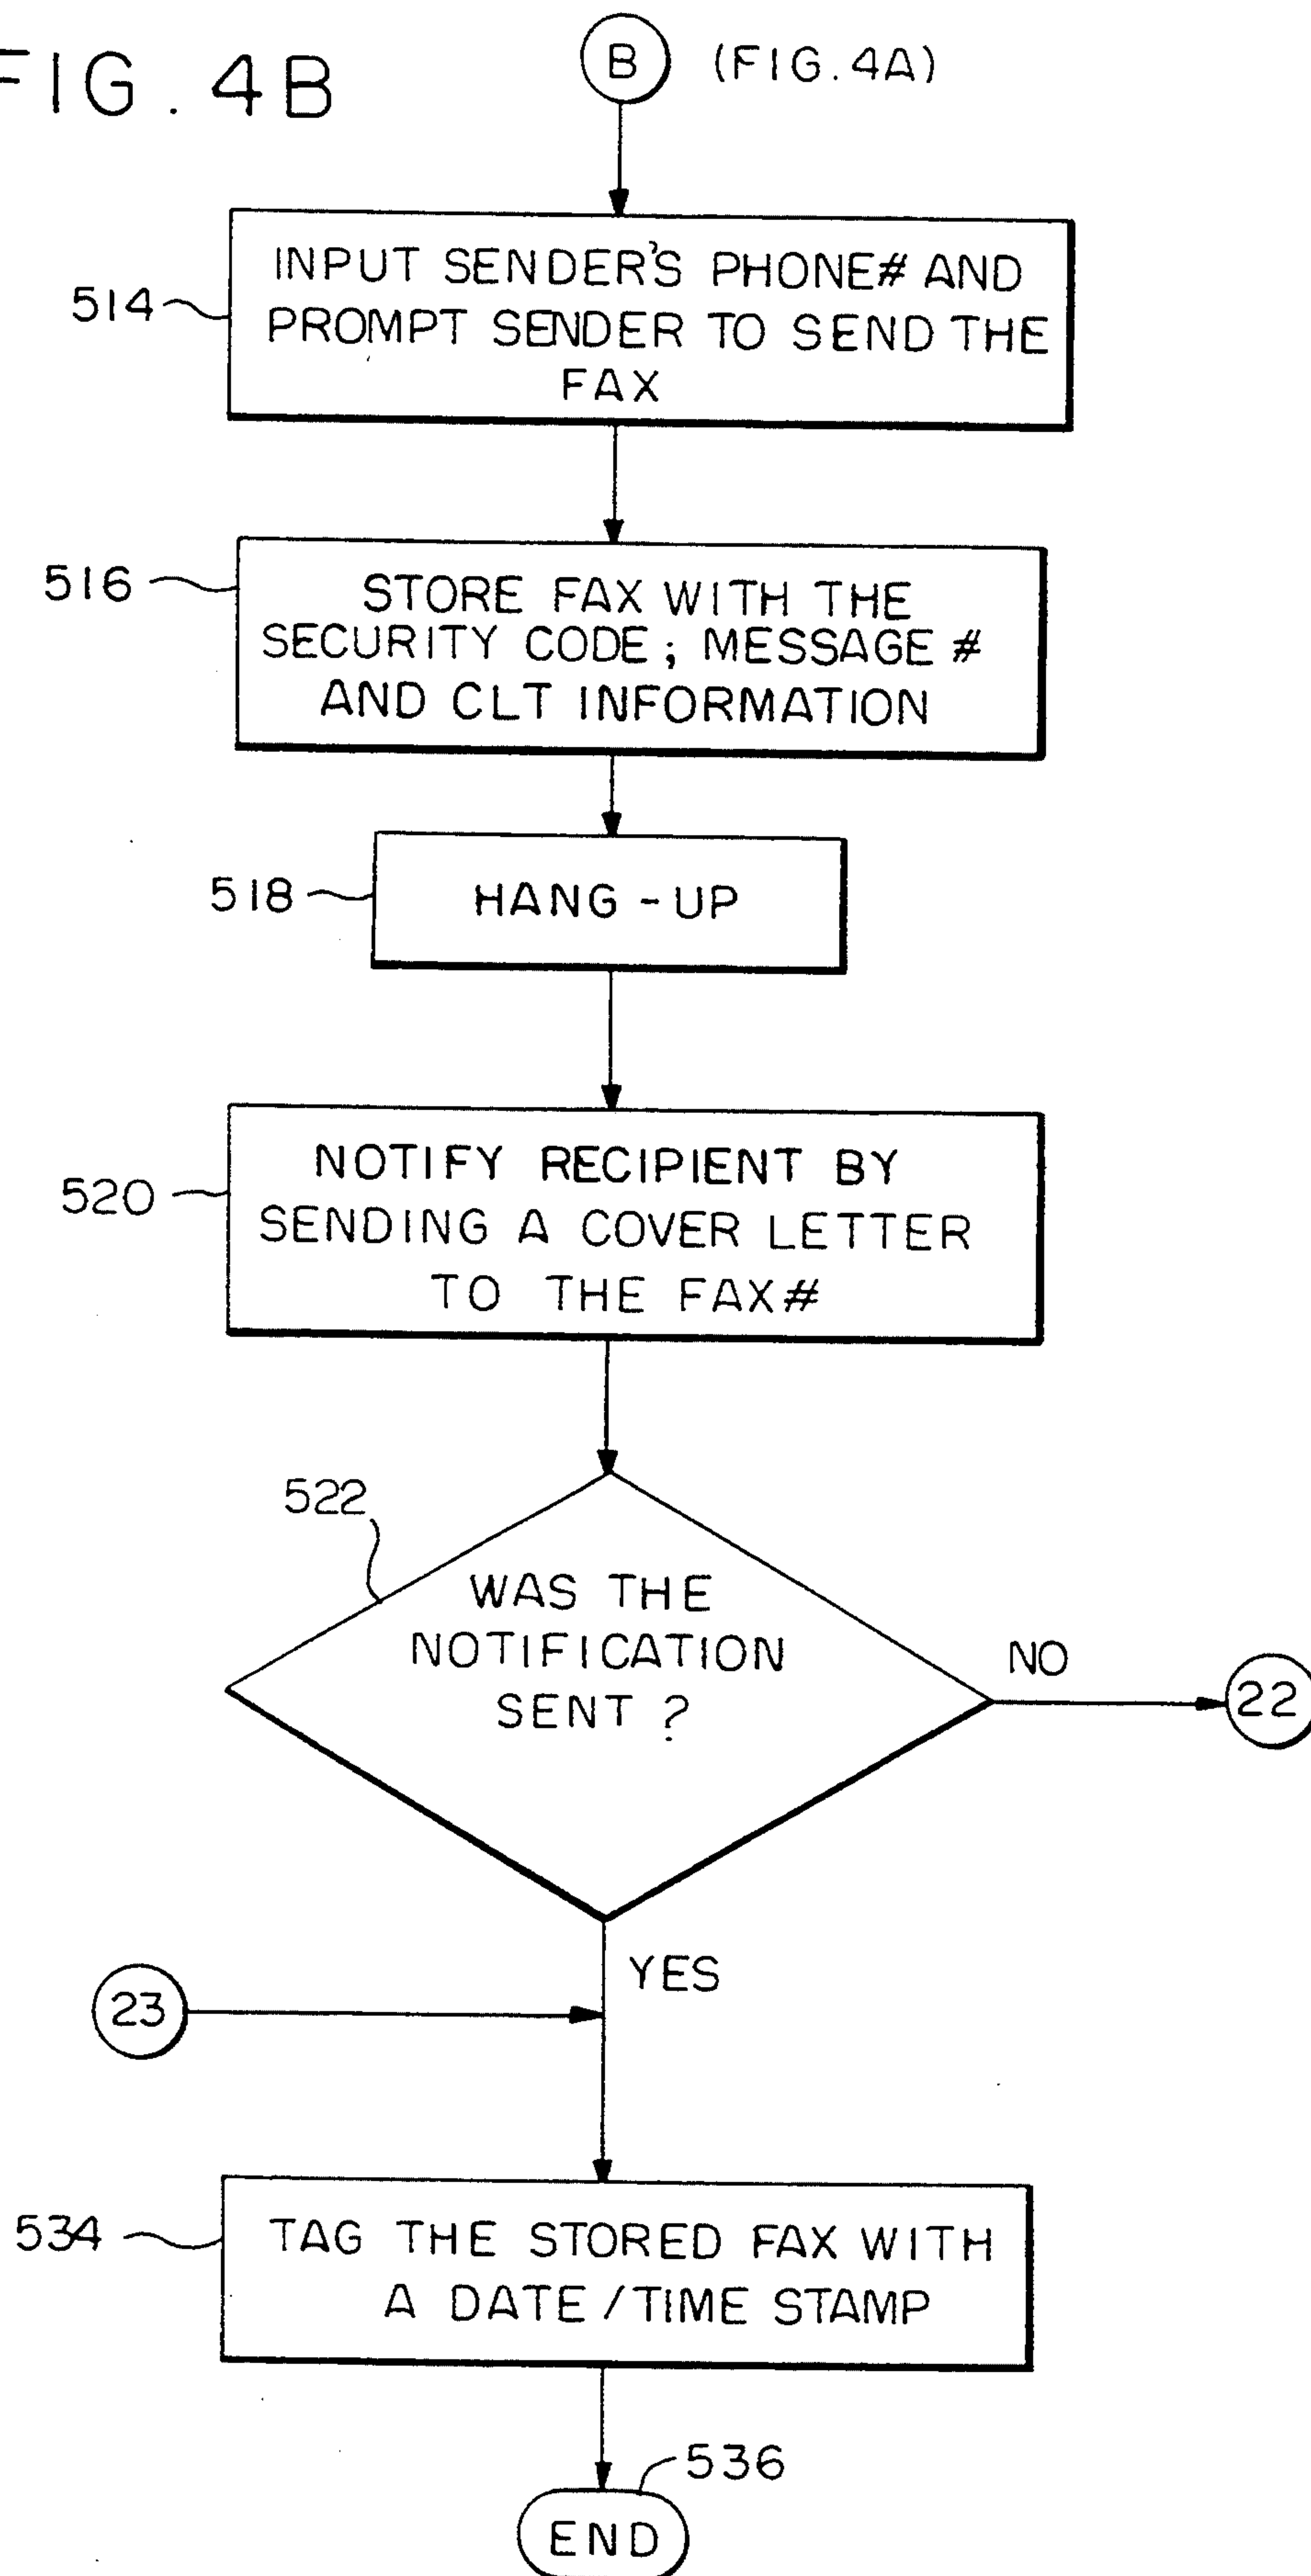 FIG. 4B
B (FIG.4A)
514
INPUT SENDER'S PHONE# AND
PROMPT SENDER TO SEND THE
FAX
516
STORE FAX WITH THE
SECURITY CODE; MESSAGE #
AND CLT INFORMATION
518
HANG-UP
520
NOTIFY RECIPIENT BY
SENDING A COVER LETTER
TO THE FAX#
522
WAS THE
NOTIFICATION
SENT?
NO
22
YES
23
534
TAG THE STORED FAX WITH
A DATE/TIME STAMP
536
END